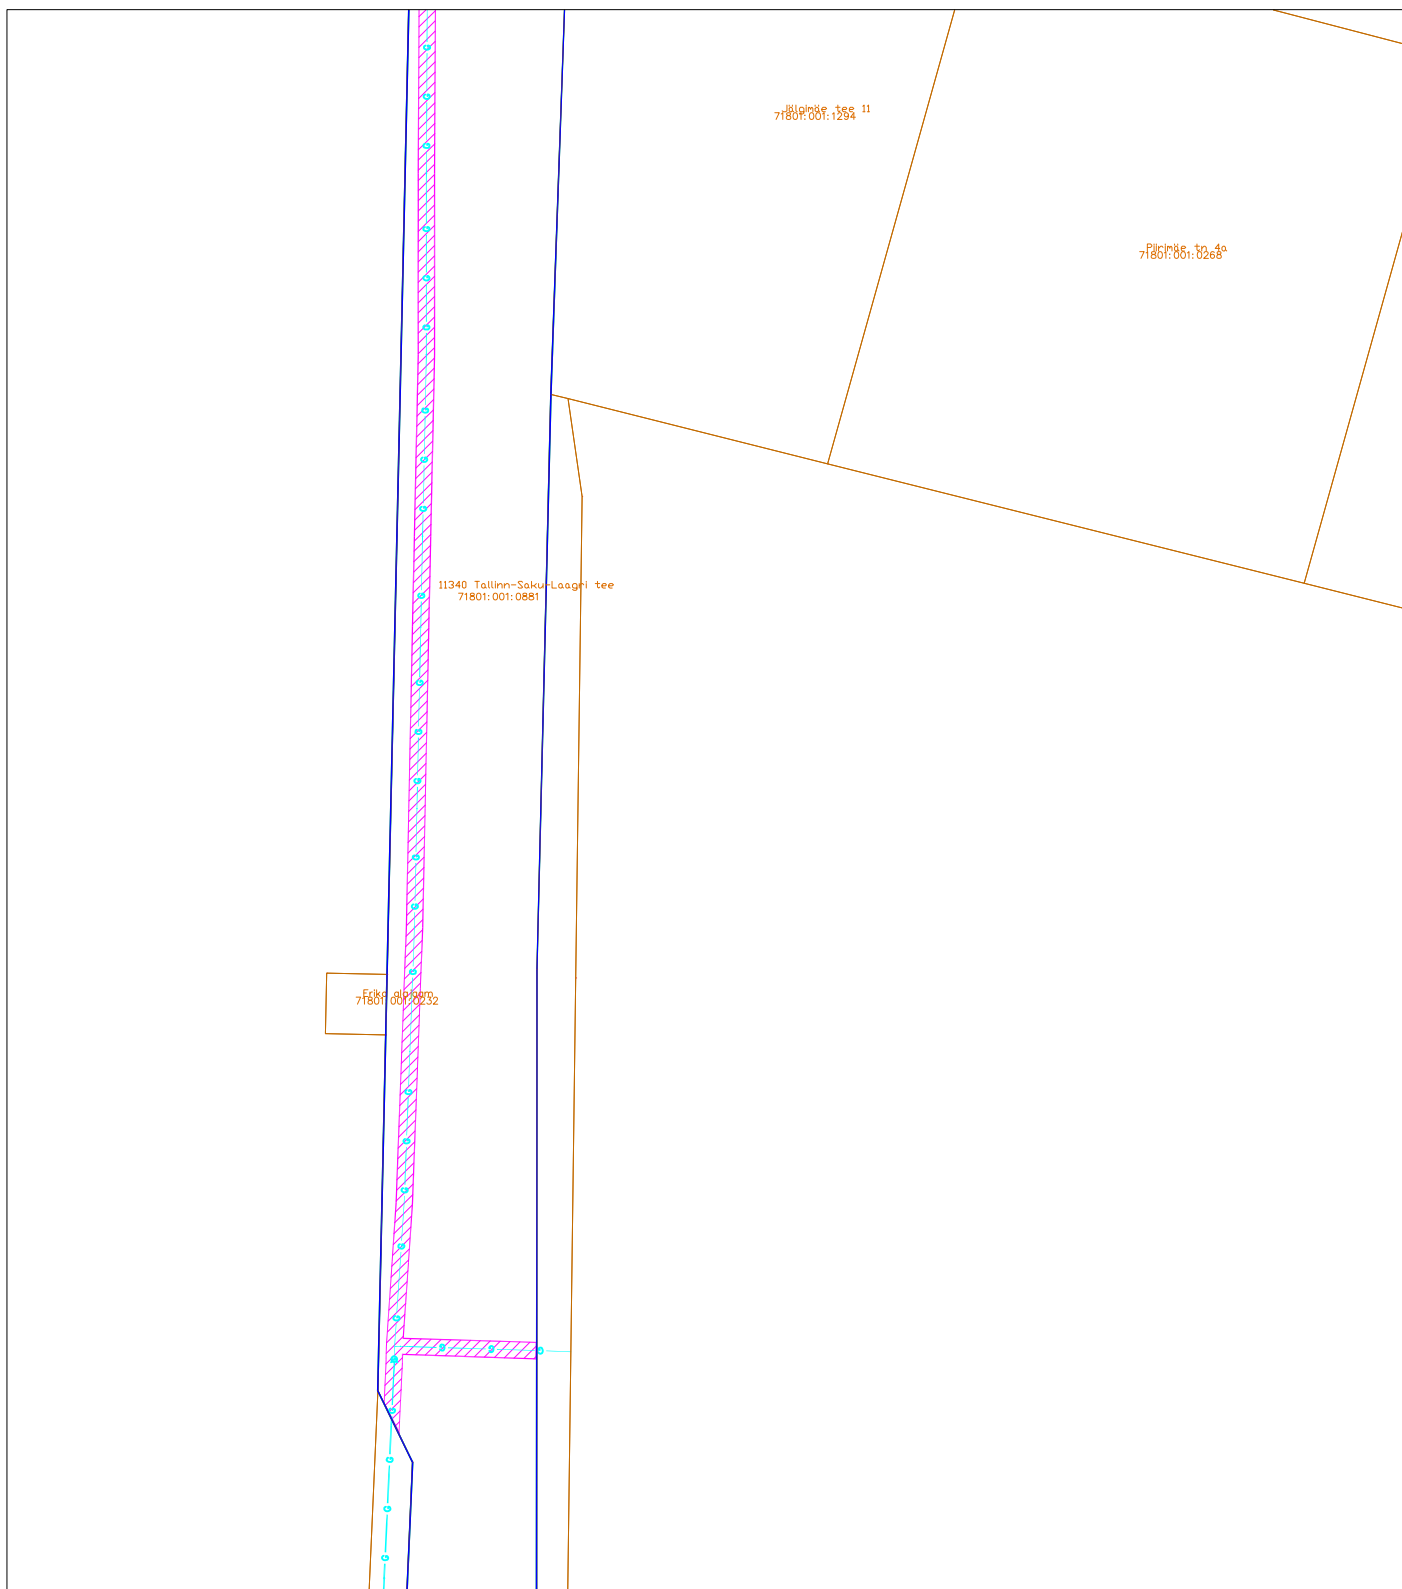 Jälgimäe tee 11
71801:001:1294
Piirimäe tn 4a
71801:001:0268
11340 Tallinn-Saku-Laagri tee
71801:001:0881
Erika alajaam
71801:001:0232
G
G
G